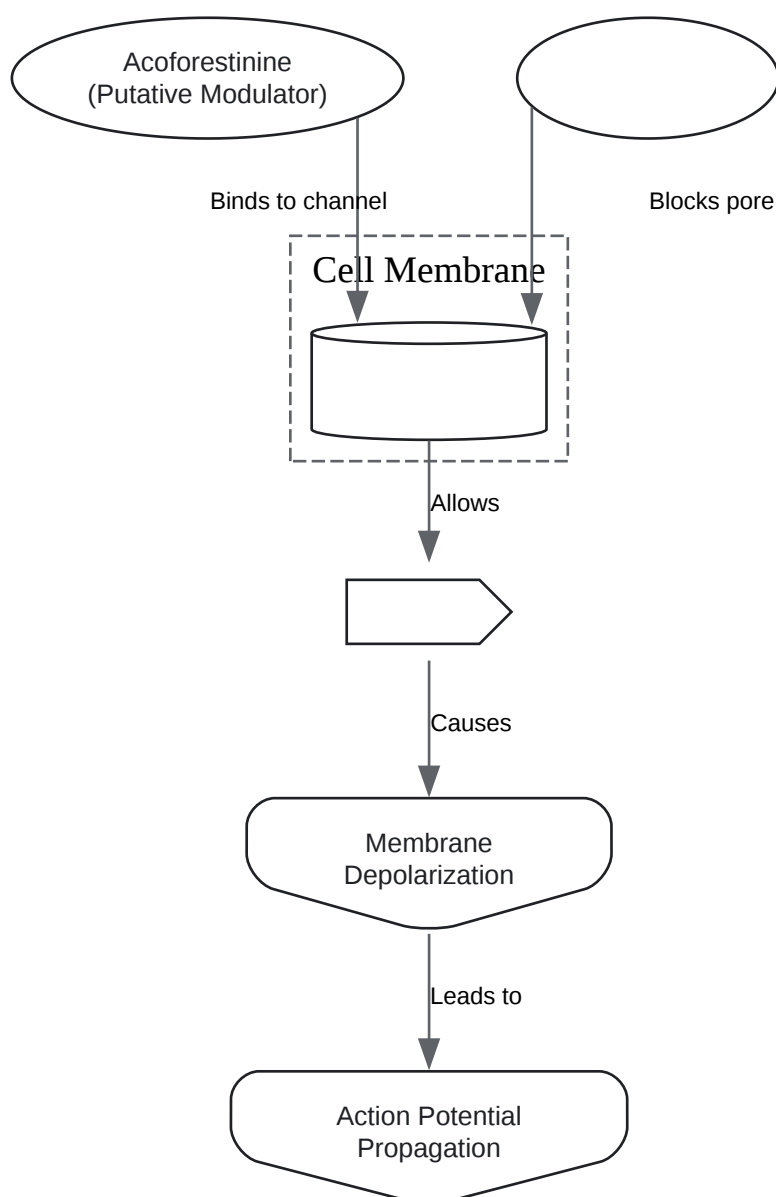 Acoforestinine
(Putative Modulator)
Binds to channel
Blocks pore
Cell Membrane
Allows
Causes
Membrane
Depolarization
Leads to
Action Potential
Propagation